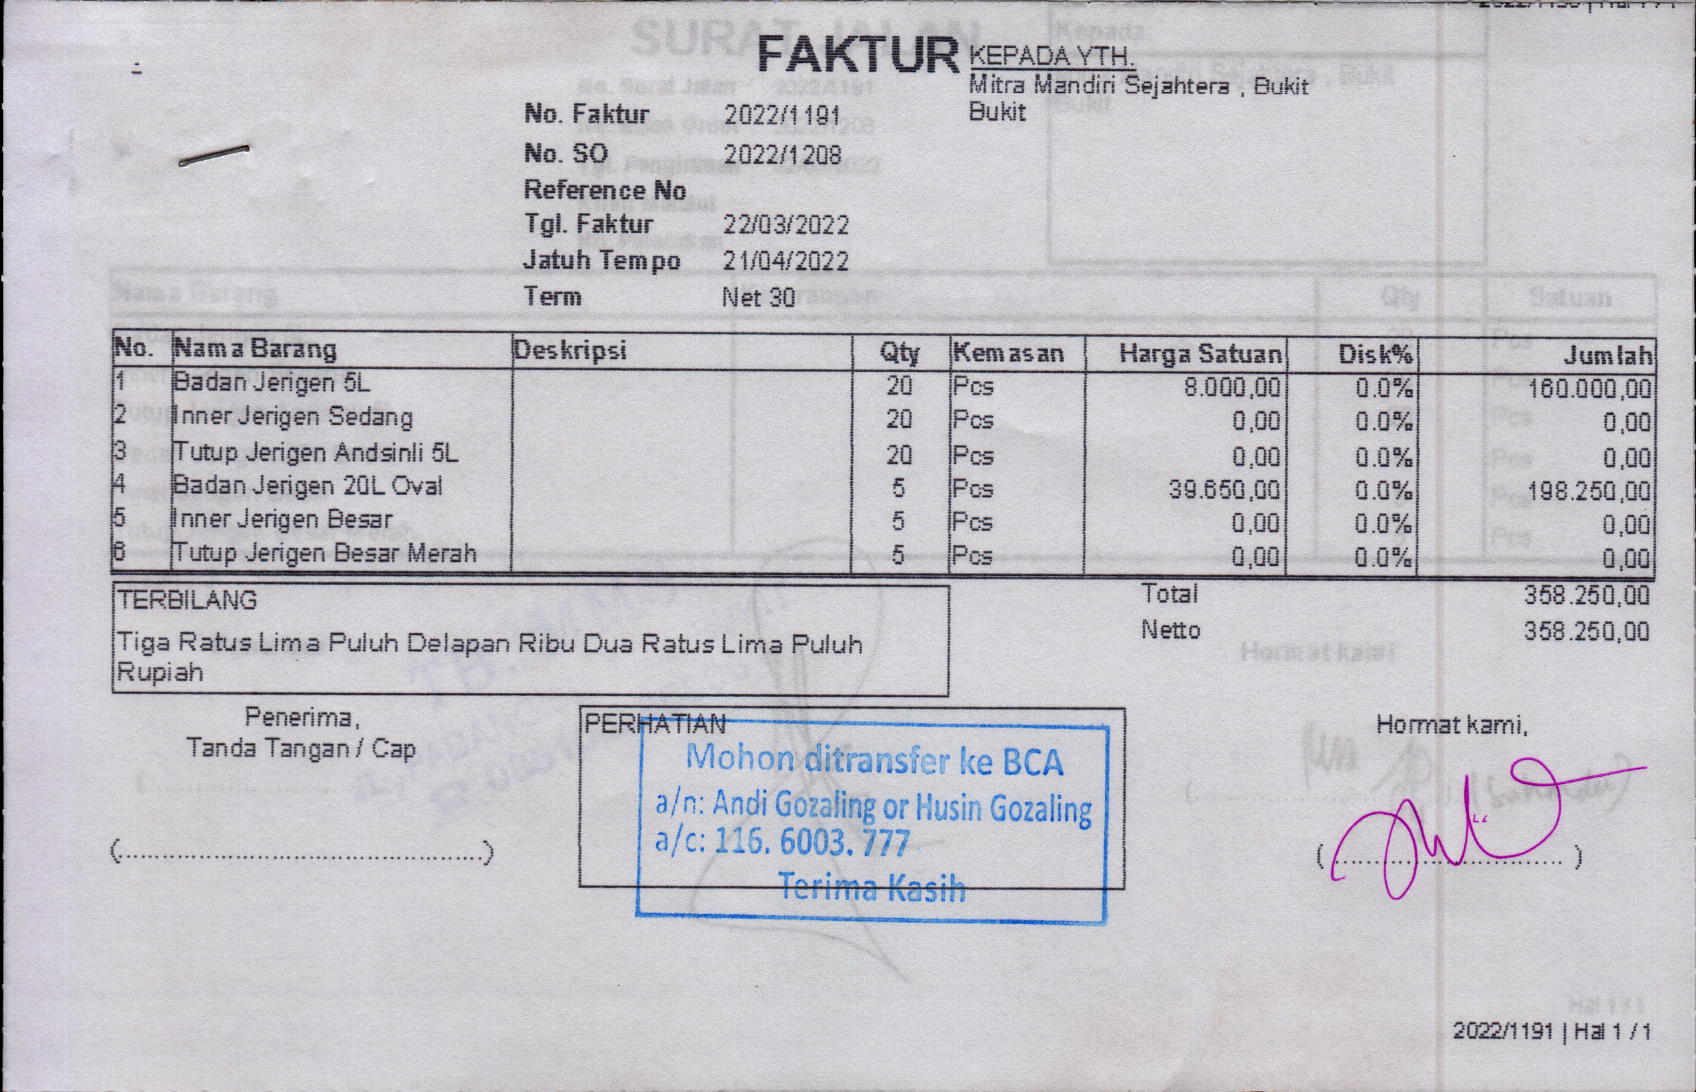 FAKTUR
KEPADA YTH.
Mitra Mandiri Sejahtera , Bukit
Bukit
No. Faktur 2022/1191
No. SO 2022/1208
Reference No
Tgl. Faktur 22/03/2022
Jatuh Tempo 21/04/2022
Term Net 30
No. Nama Barang Deskripsi Qty Kemasan Harga Satuan Disk% Jumlah
1 Badan Jerigen 5L 20 Pcs 8.000,00 0.0% 160.000,00
2 Inner Jerigen Sedang 20 Pcs 0,00 0.0% 0,00
3 Tutup Jerigen Andsinli 5L 20 Pcs 0,00 0.0% 0,00
4 Badan Jerigen 20L Oval 5 Pcs 39.650,00 0.0% 198.250,00
5 Inner Jerigen Besar 5 Pcs 0,00 0.0% 0,00
6 Tutup Jerigen Besar Merah 5 Pcs 0,00 0.0% 0,00
TERBILANG
Tiga Ratus Lima Puluh Delapan Ribu Dua Ratus Lima Puluh
Rupiah
Total 358.250,00
Netto 358.250,00
Penerima,
Tanda Tangan / Cap
(................................................)
PERHATIAN
Mohon ditransfer ke BCA
a/n: Andi Gozaling or Husin Gozaling
a/c: 116. 6003. 777
Terima Kasih
Hormat kami,
(..............................)
2022/1191 | Hal 1 / 1